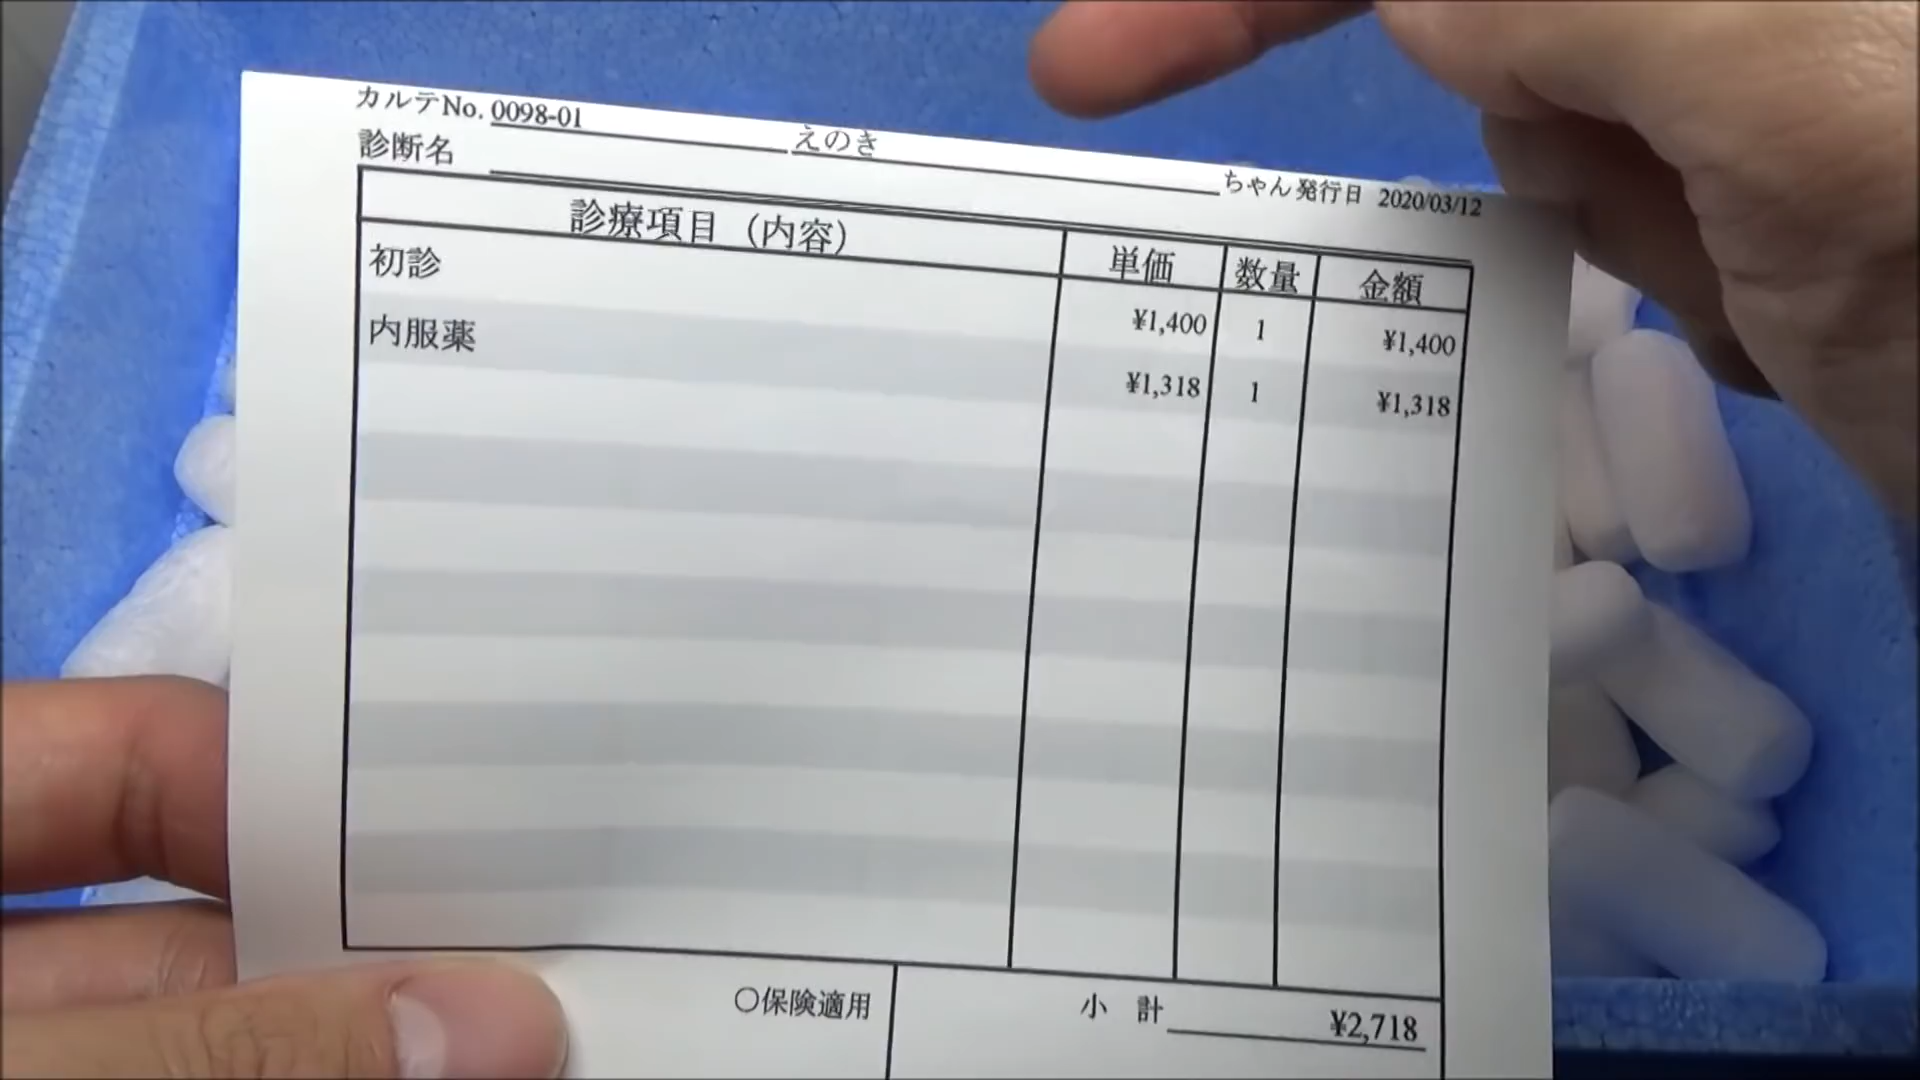 カルテNo. 0098-01 えのき ちゃん 発行日 2020/03/12
診断名
診療項目（内容） 単価 数量 金額
初診 ¥1,400 1 ¥1,400
内服薬 ¥1,318 1 ¥1,318
〇保険適用 小 計 ¥2,718